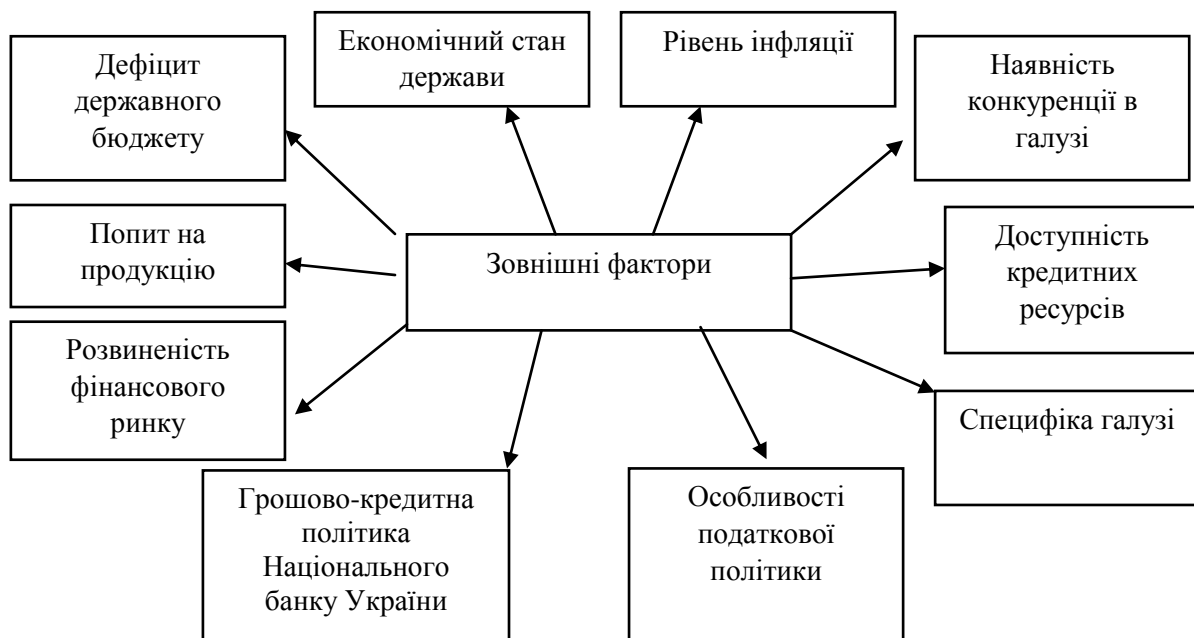 Економічний стан
держави
Рівень інфляції
Дефіцит
державного
бюджету
Наявність
конкуренції в
галузі
Попит на
продукцію
Зовнішні фактори
Доступність
кредитних
ресурсів
Розвиненість
фінансового
ринку
Специфіка галузі
Грошово-кредитна
політика
Національного
банку України
Особливості
податкової
політики